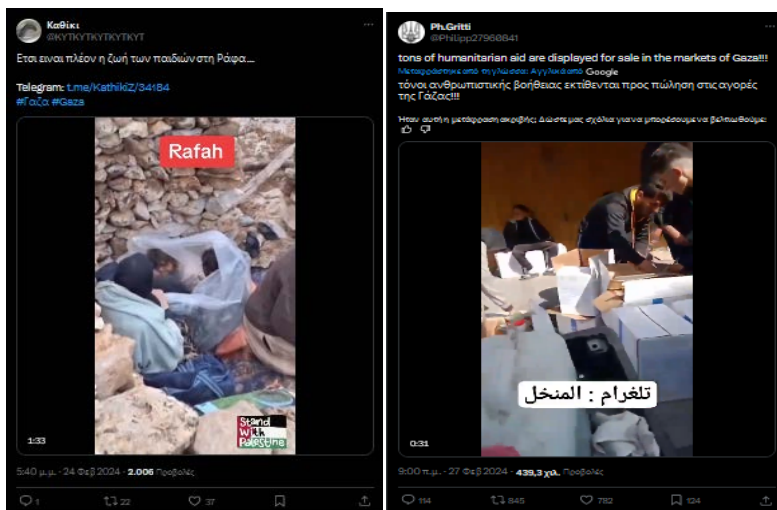 Καθίκι
@KYTKYTKYTKYTKYT
Ετσι ειναι πλέον η ζωή των παιδιών στη Ράφα...
Telegram: t.me/KathikiZ/34184
#Γαζα #Gaza
Rafah
Stand
With
Palestine
1:33
5:40 μ.μ. · 24 Φεβ 2024 · 2.006 Προβολές
1
22
37
Ph.Gritti
@Philipp27960841
tons of humanitarian aid are displayed for sale in the markets of Gaza!!!
Μεταφράστηκε από τη γλώσσα: Αγγλικά από Google
τόνοι ανθρωπιστικής βοήθειας εκτίθενται προς πώληση στις αγορές
της Γάζας!!!
Ήταν αυτή η μετάφραση ακριβής; Δώστε μας σχόλια για να μπορέσουμε να βελτιωθούμε:
تلغرام : المنخل
0:31
9:00 π.μ. · 27 Φεβ 2024 · 439,3 χιλ. Προβολές
114
845
782
124